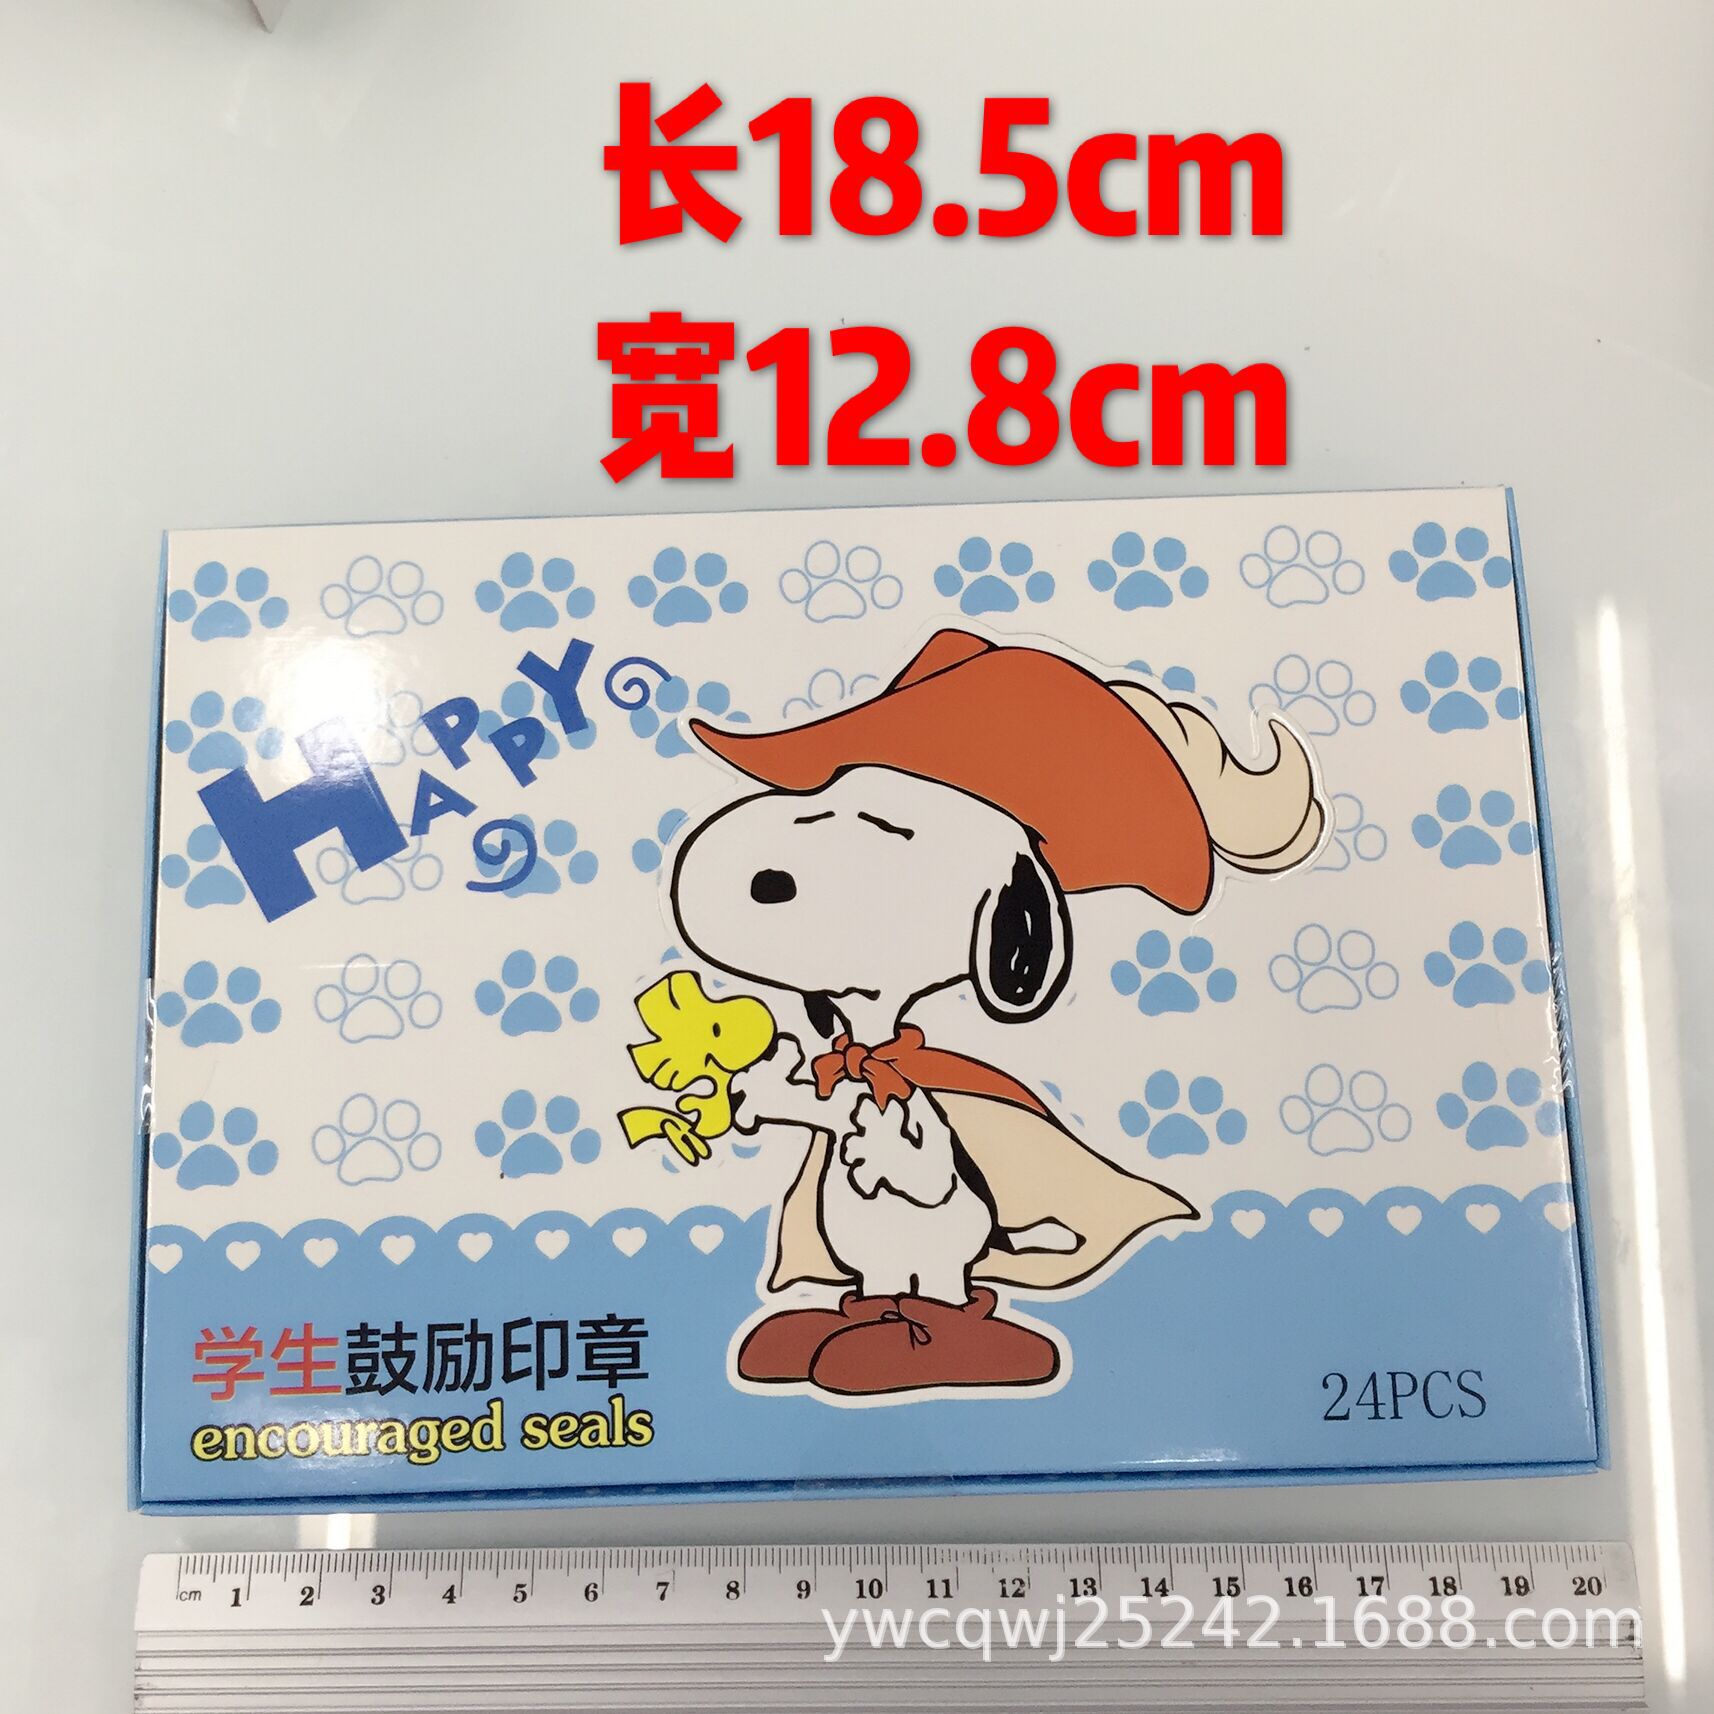 长18.5cm
宽12.8cm
HAPPY
学生鼓励印章
encouraged seals
24PCS
cm 1 2 3 4 5 6 7 8 9 10 11 12 13 14 15 16 17 18 19 20
ywcqwj25242.1688.com